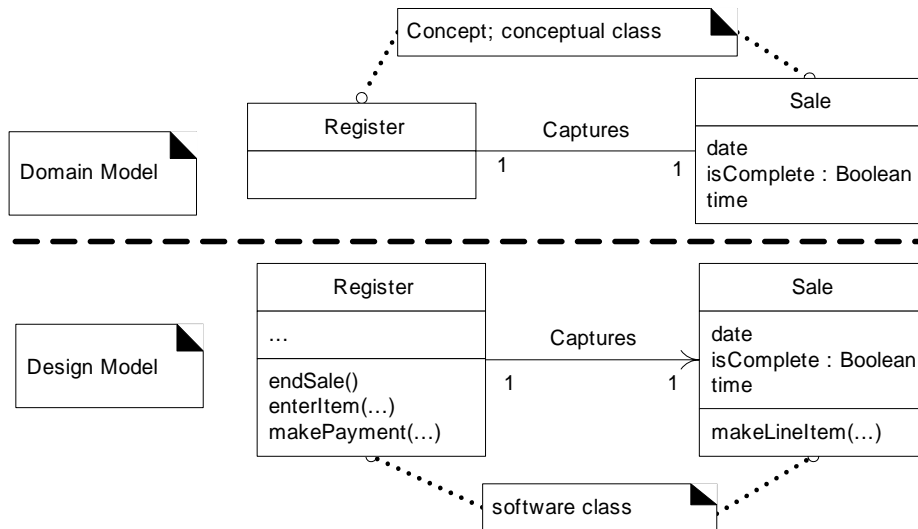 Concept; conceptual class
Register
Sale
Domain Model
Captures
1
1
date
isComplete : Boolean
time
Register
Sale
Design Model
...
Captures
1
1
date
isComplete : Boolean
time
endSale()
enterItem(...)
makePayment(...)
makeLineItem(...)
software class